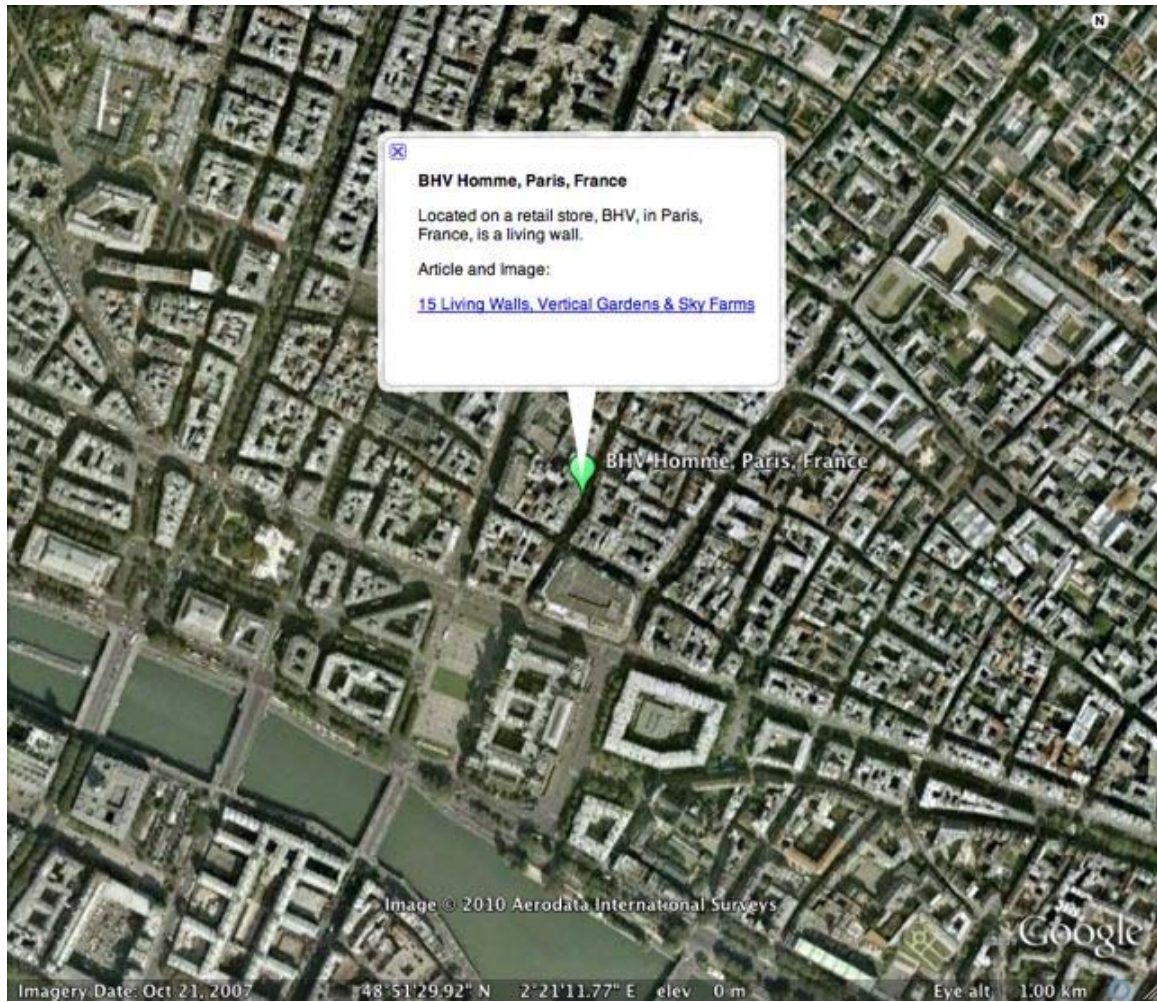 N
BHV Homme, Paris, France
Located on a retail store, BHV, in Paris,
France, is a living wall.
Article and Image:
15 Living Walls, Vertical Gardens & Sky Farms
BHV Homme, Paris, France
Image © 2010 Aerodata International Surveys
Google
Imagery Date: Oct 21, 2007 48°51'29.92" N 2°21'11.77" E elev 0 m Eye alt 1.00 km